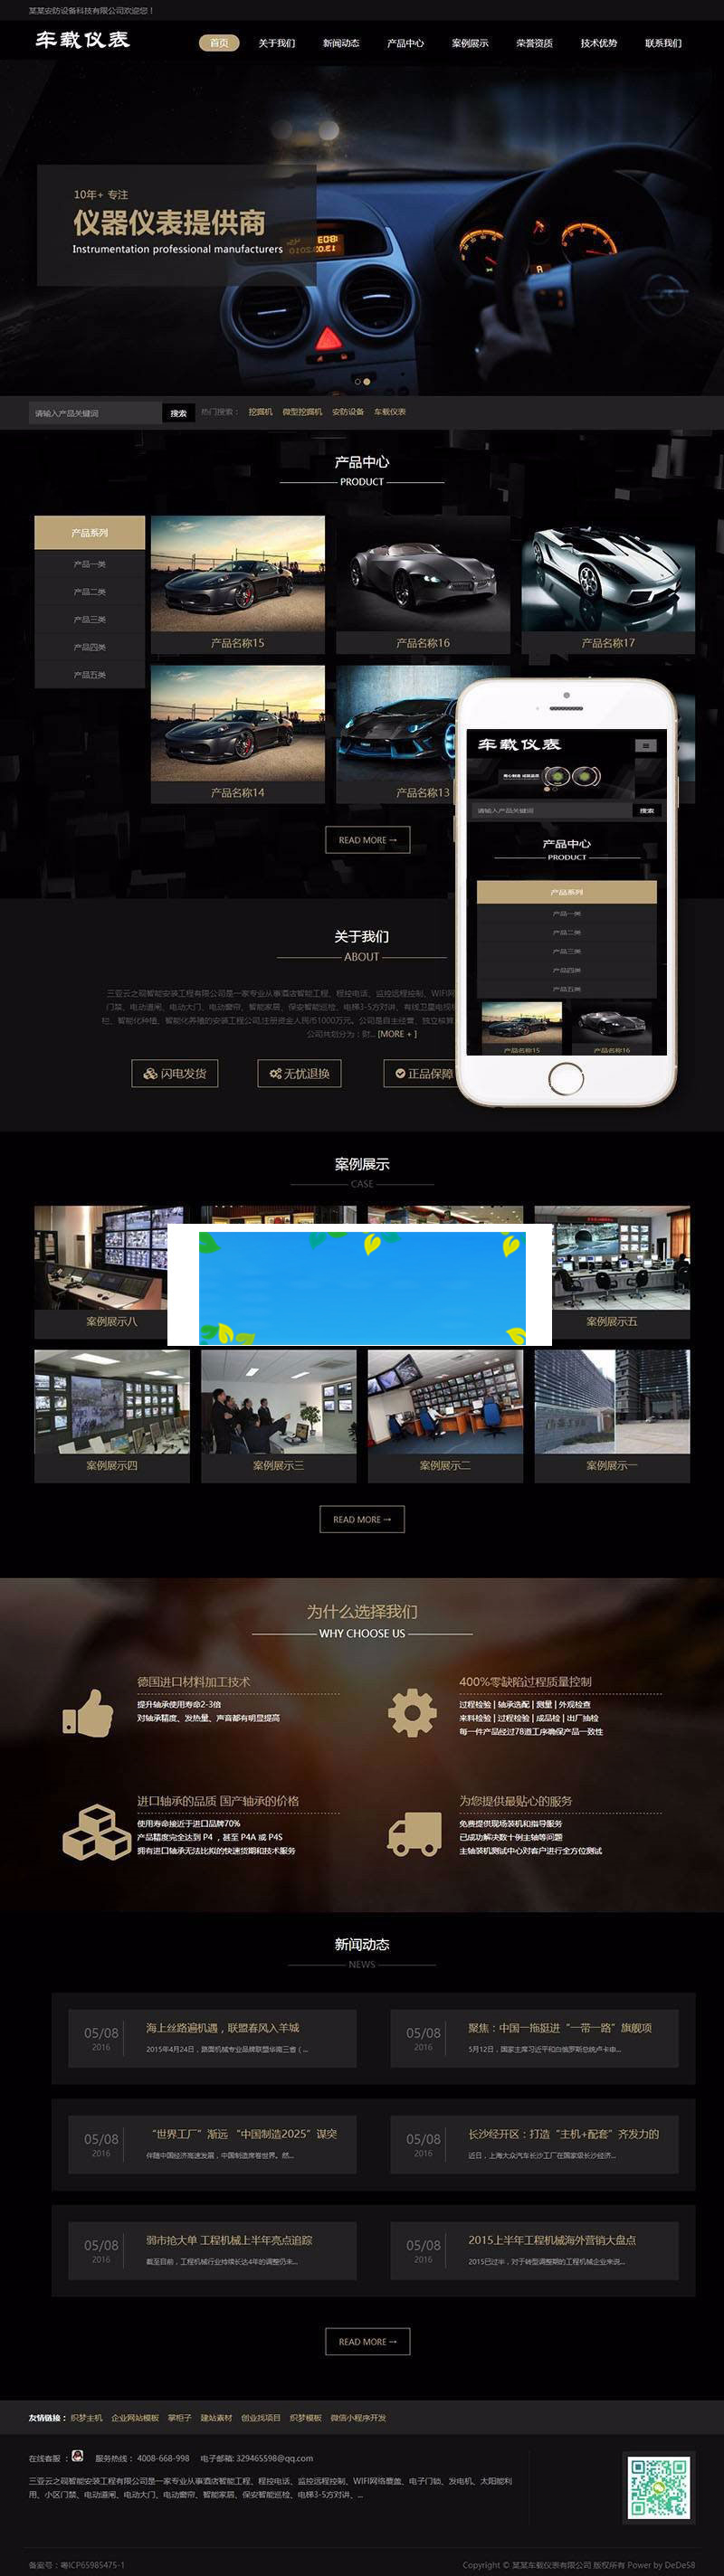 某某安防设备科技有限公司欢迎您！
车载仪表
首页 关于我们 新闻动态 产品中心 案例展示 荣誉资质 技术优势 联系我们
10年+ 专注
仪器仪表提供商
Instrumentation professional manufacturers
请输入产品关键词 搜索 热门搜索： 挖掘机 微型挖掘机 安防设备 车载仪表
产品中心
PRODUCT
产品系列
产品一类
产品二类
产品三类
产品四类
产品五类
产品名称15 产品名称16 产品名称17
产品名称14 产品名称13
READ MORE →
车载仪表
请输入产品关键词 搜索
产品中心
PRODUCT
产品系列
产品一类
产品二类
产品三类
产品四类
产品五类
产品名称15 产品名称16
关于我们
ABOUT
三亚云之砚智能安装工程有限公司是一家专业从事酒店智能工程、程控电话、监控远程控制、WIFI网
门禁、电动道闸、电动大门、电动窗帘、智能家居、保安智能巡检、电梯3-5方对讲、有线卫星电视
栏、智能化种植、智能化养殖的安装工程公司,注册资金人民币1000万元。公司是自主经营、独立核算
[MORE + ]
闪电发货 无忧退换 正品保障
案例展示
CASE
案例展示八 案例展示五
案例展示四 案例展示三 案例展示二 案例展示一
READ MORE →
为什么选择我们
WHY CHOOSE US
德国进口材料加工技术
提升轴承使用寿命2-3倍
对轴承精度、发热量、声音都有明显提高
400%零缺陷过程质量控制
过程检验 | 轴承选配 | 测量 | 外观检查
来料检验 | 过程检验 | 成品检 | 出厂抽检
每一件产品经过78道工序确保产品一致性
进口轴承的品质 国产轴承的价格
使用寿命接近于进口品牌70%
产品精度完全达到 P4 ，甚至 P4A 或 P4S
拥有进口轴承无法比拟的快速货期和技术服务
为您提供最贴心的服务
免费提供现场装机和指导服务
已成功解决数十例主轴等问题
主轴装机测试中心对客户进行全方位测试
新闻动态
NEWS
05/08
2016
海上丝路遍机遇，联盟春风入羊城
2015年4月24日，路面机械专业品牌联盟华南三省（...
05/08
2016
聚焦：中国一拖挺进“一带一路”旗舰项
5月12日，国家主席习近平和白俄罗斯总统卢卡申...
05/08
2016
“世界工厂”渐远 “中国制造2025”谋突
伴随中国经济高速发展，中国制造席卷世界。然...
05/08
2016
长沙经开区：打造“主机+配套”齐发力的
近日，上海大众汽车长沙工厂在国家级长沙经济...
05/08
2016
弱市抢大单 工程机械上半年亮点追踪
截至目前，工程机械行业持续长达4年的调整仍未...
05/08
2016
2015上半年工程机械海外营销大盘点
2015已过半，对于转型调整期的工程机械企业来说...
READ MORE →
友情链接： 织梦主机 企业网站模板 掌柜子 建站素材 创业找项目 织梦模板 微信小程序开发
在线客服 ： 服务热线： 4008-668-998 电子邮箱: 329465598@qq.com
三亚云之砚智能安装工程有限公司是一家专业从事酒店智能工程、程控电话、监控远程控制、WIFI网络覆盖、电子门锁、发电机、太阳能利
用、小区门禁、电动道闸、电动大门、电动窗帘、智能家居、保安智能巡检、电梯3-5方对讲、...
备案号：粤ICP65985475-1
Copyright © 某某车载仪表有限公司 版权所有 Power by DeDe58